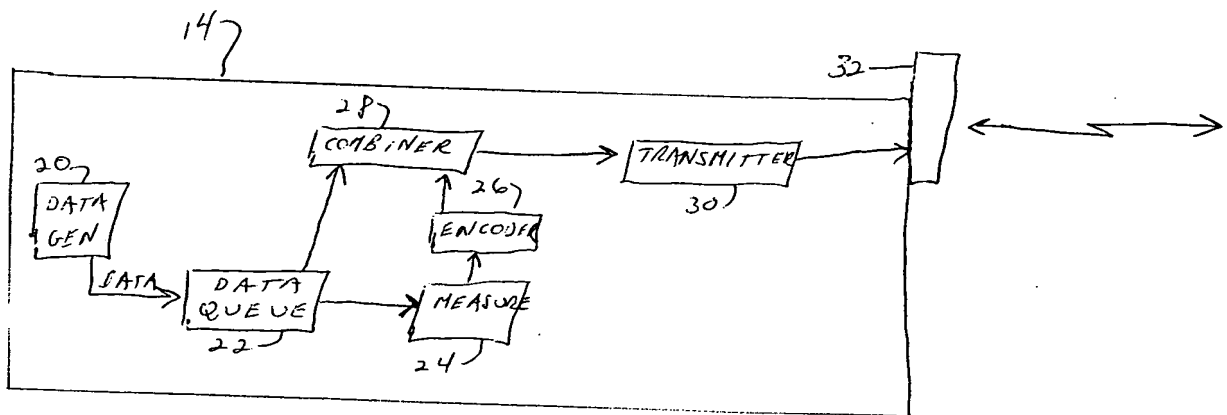 14
32
28
COMBINER
TRANSMITTER
30
20
DATA
GEN
26
ENCODER
DATA
DATA
QUEUE
22
MEASURE
24